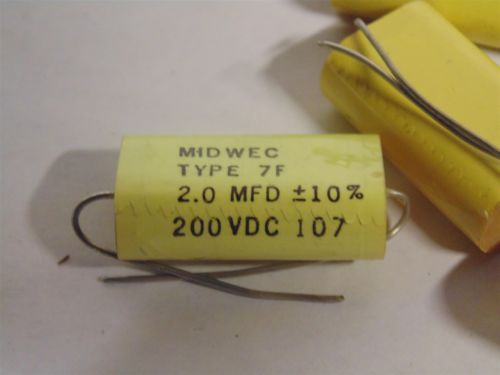 MIDWEC
TYPE 7F
2.0 MFD ±10%
200VDC 107